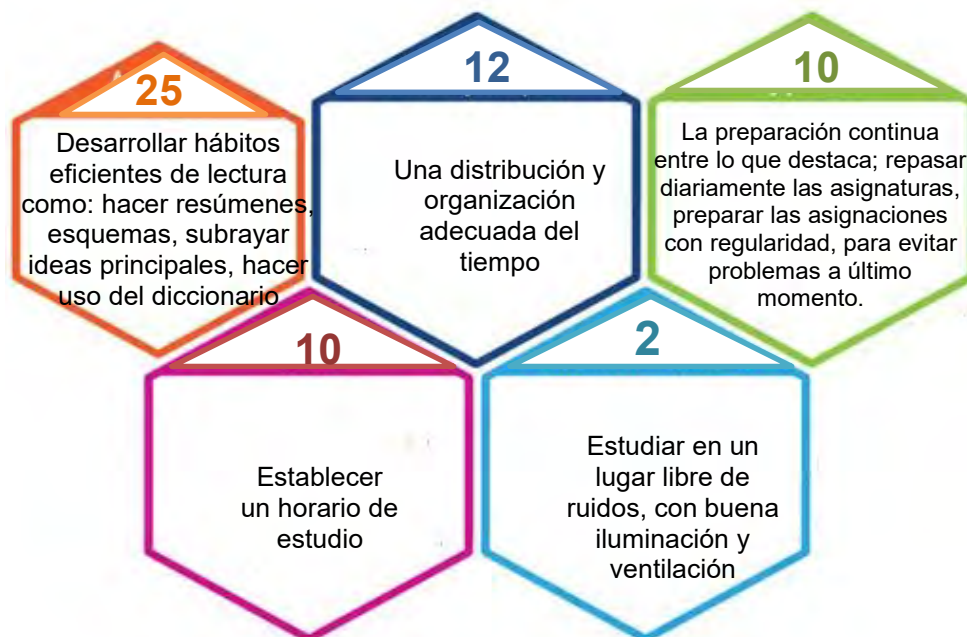 25
Desarrollar hábitos
eficientes de lectura
como: hacer resúmenes,
esquemas, subrayar
ideas principales, hacer
uso del diccionario
12
Una distribución y
organización
adecuada del
tiempo
10
La preparación continua
entre lo que destaca; repasar
diariamente las asignaturas,
preparar las asignaciones
con regularidad, para evitar
problemas a último
momento.
10
Establecer
un horario de
estudio
2
Estudiar en un
lugar libre de
ruidos, con buena
iluminación y
ventilación